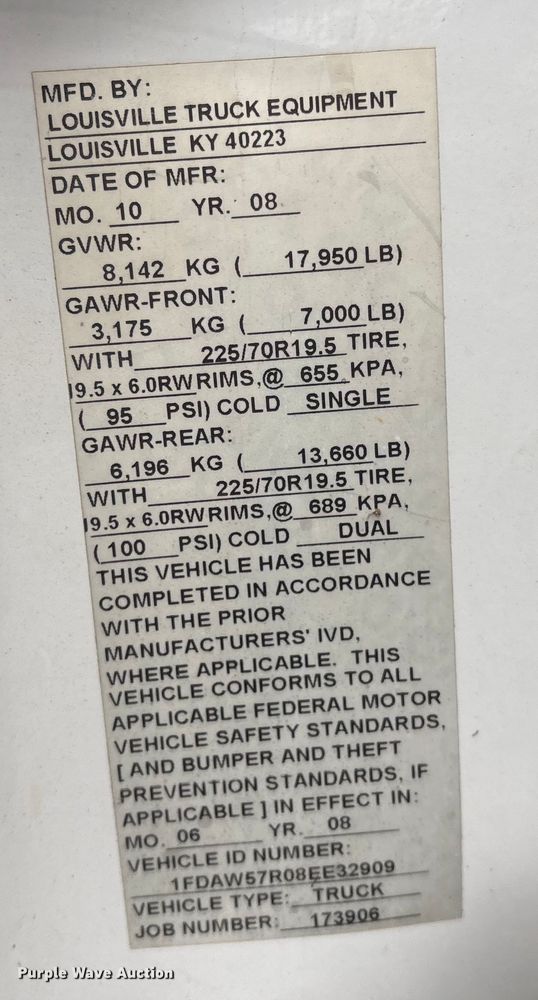 MFD. BY:
LOUISVILLE TRUCK EQUIPMENT
LOUISVILLE KY 40223
DATE OF MFR:
MO. 10 YR. 08
GVWR:
8,142 KG ( 17,950 LB)
GAWR-FRONT:
3,175 KG ( 7,000 LB)
WITH 225/70R19.5 TIRE,
19.5 x 6.0RW RIMS,@ 655 KPA,
( 95 PSI) COLD SINGLE
GAWR-REAR:
6,196 KG ( 13,660 LB)
WITH 225/70R19.5 TIRE,
19.5 x 6.0RW RIMS,@ 689 KPA,
( 100 PSI) COLD DUAL
THIS VEHICLE HAS BEEN
COMPLETED IN ACCORDANCE
WITH THE PRIOR
MANUFACTURERS' IVD,
WHERE APPLICABLE. THIS
VEHICLE CONFORMS TO ALL
APPLICABLE FEDERAL MOTOR
VEHICLE SAFETY STANDARDS,
[ AND BUMPER AND THEFT
PREVENTION STANDARDS, IF
APPLICABLE ] IN EFFECT IN:
MO. 06 YR. 08
VEHICLE ID NUMBER:
1FDAW57R08EE32909
VEHICLE TYPE: TRUCK
JOB NUMBER: 173906
Purple Wave Auction